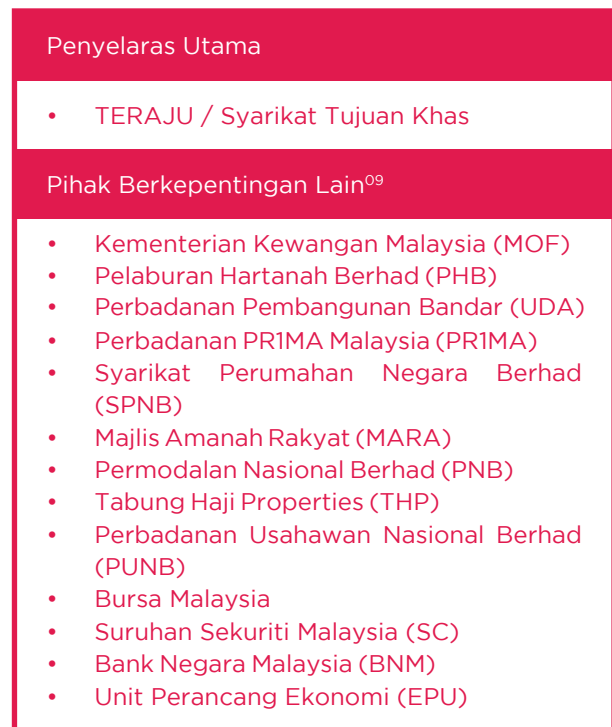 Penyelaras Utama
• TERAJU / Syarikat Tujuan Khas
Pihak Berkepentingan Lain⁰⁹
• Kementerian Kewangan Malaysia (MOF)
• Pelaburan Hartanah Berhad (PHB)
• Perbadanan Pembangunan Bandar (UDA)
• Perbadanan PR1MA Malaysia (PR1MA)
• Syarikat Perumahan Negara Berhad
(SPNB)
• Majlis Amanah Rakyat (MARA)
• Permodalan Nasional Berhad (PNB)
• Tabung Haji Properties (THP)
• Perbadanan Usahawan Nasional Berhad
(PUNB)
• Bursa Malaysia
• Suruhan Sekuriti Malaysia (SC)
• Bank Negara Malaysia (BNM)
• Unit Perancang Ekonomi (EPU)